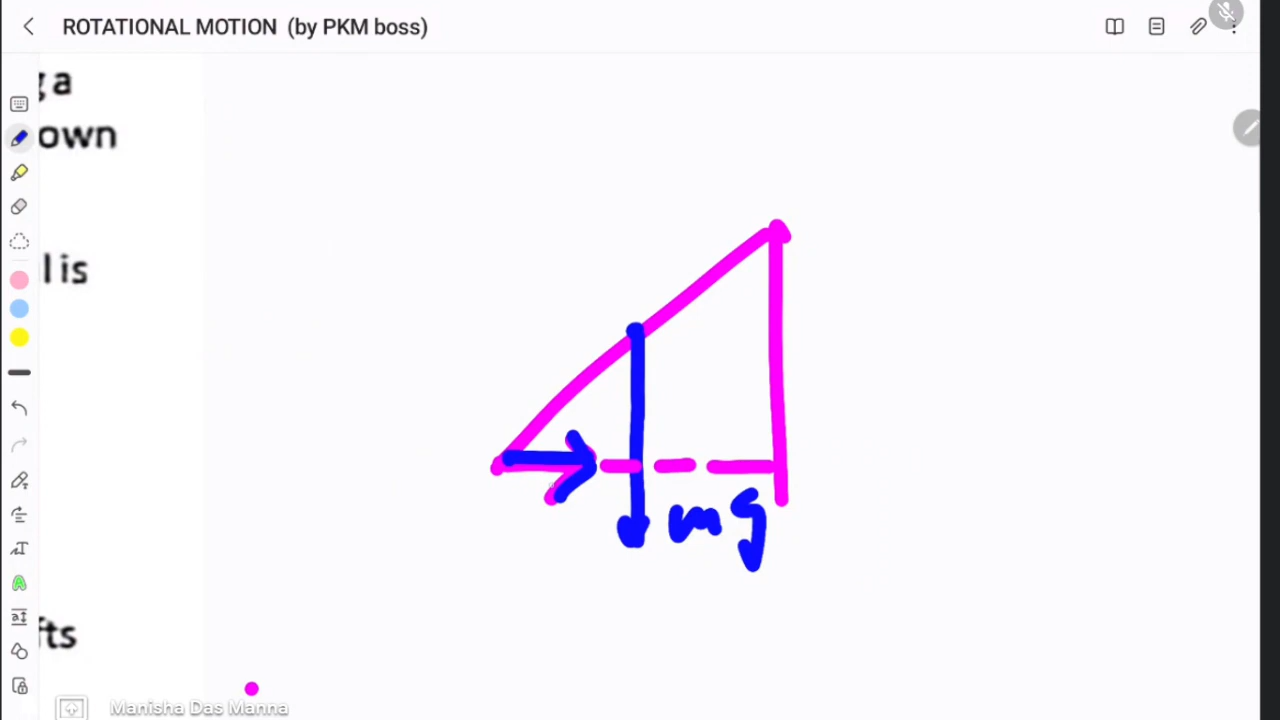 ROTATIONAL MOTION (by PKM boss)
g a
own
l is
mg
fts
Manisha Das Manna